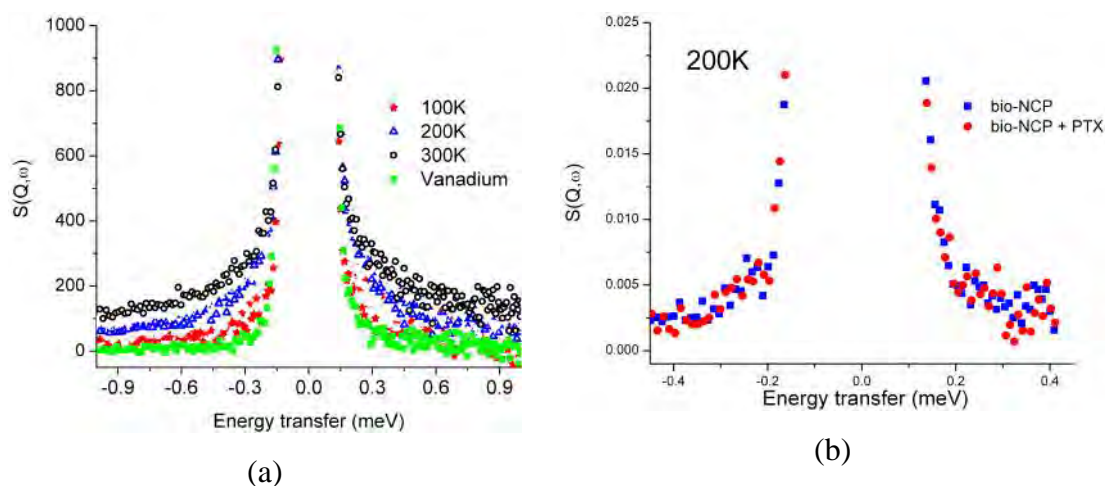 1000
800
600
400
200
0
S(Q,ω)
100K
200K
300K
Vanadium
-0.9 -0.6 -0.3 0.0 0.3 0.6 0.9
Energy transfer (meV)
(a)
0.025
0.020
0.015
0.010
0.005
0.000
S(Q,ω)
200K
bio-NCP
bio-NCP + PTX
-0.4 -0.2 0.0 0.2 0.4
Energy transfer (meV)
(b)